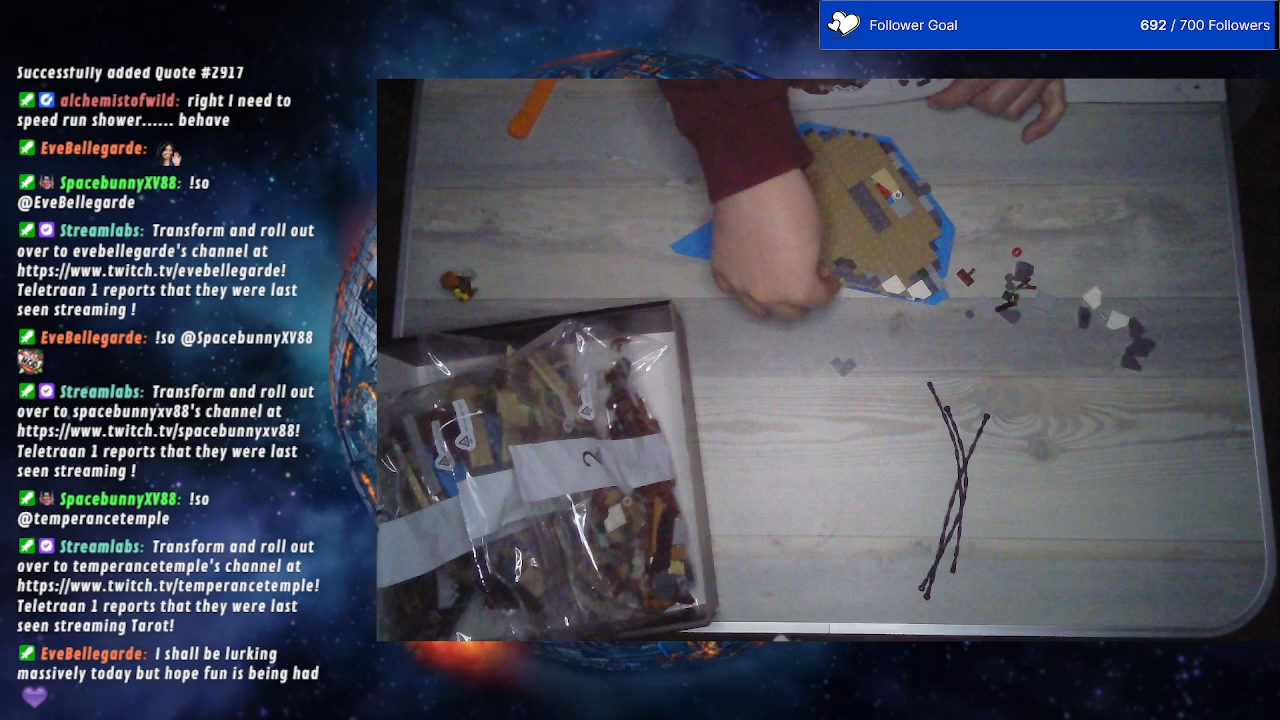 Follower Goal
692 / 700 Followers
Successfully added Quote #2917
alchemistofwild: right I need to
speed run shower...... behave
EveBellegarde:
SpacebunnyXV88: !so
@EveBellegarde
Streamlabs: Transform and roll out
over to evebellegarde's channel at
https://www.twitch.tv/evebellegarde!
Teletraan 1 reports that they were last
seen streaming !
EveBellegarde: !so @SpacebunnyXV88
Streamlabs: Transform and roll out
over to spacebunnyxv88's channel at
https://www.twitch.tv/spacebunnyxv88!
Teletraan 1 reports that they were last
seen streaming !
SpacebunnyXV88: !so
@temperancetemple
Streamlabs: Transform and roll out
over to temperancetemple's channel at
https://www.twitch.tv/temperancetemple!
Teletraan 1 reports that they were last
seen streaming Tarot!
EveBellegarde: I shall be lurking
massively today but hope fun is being had
2